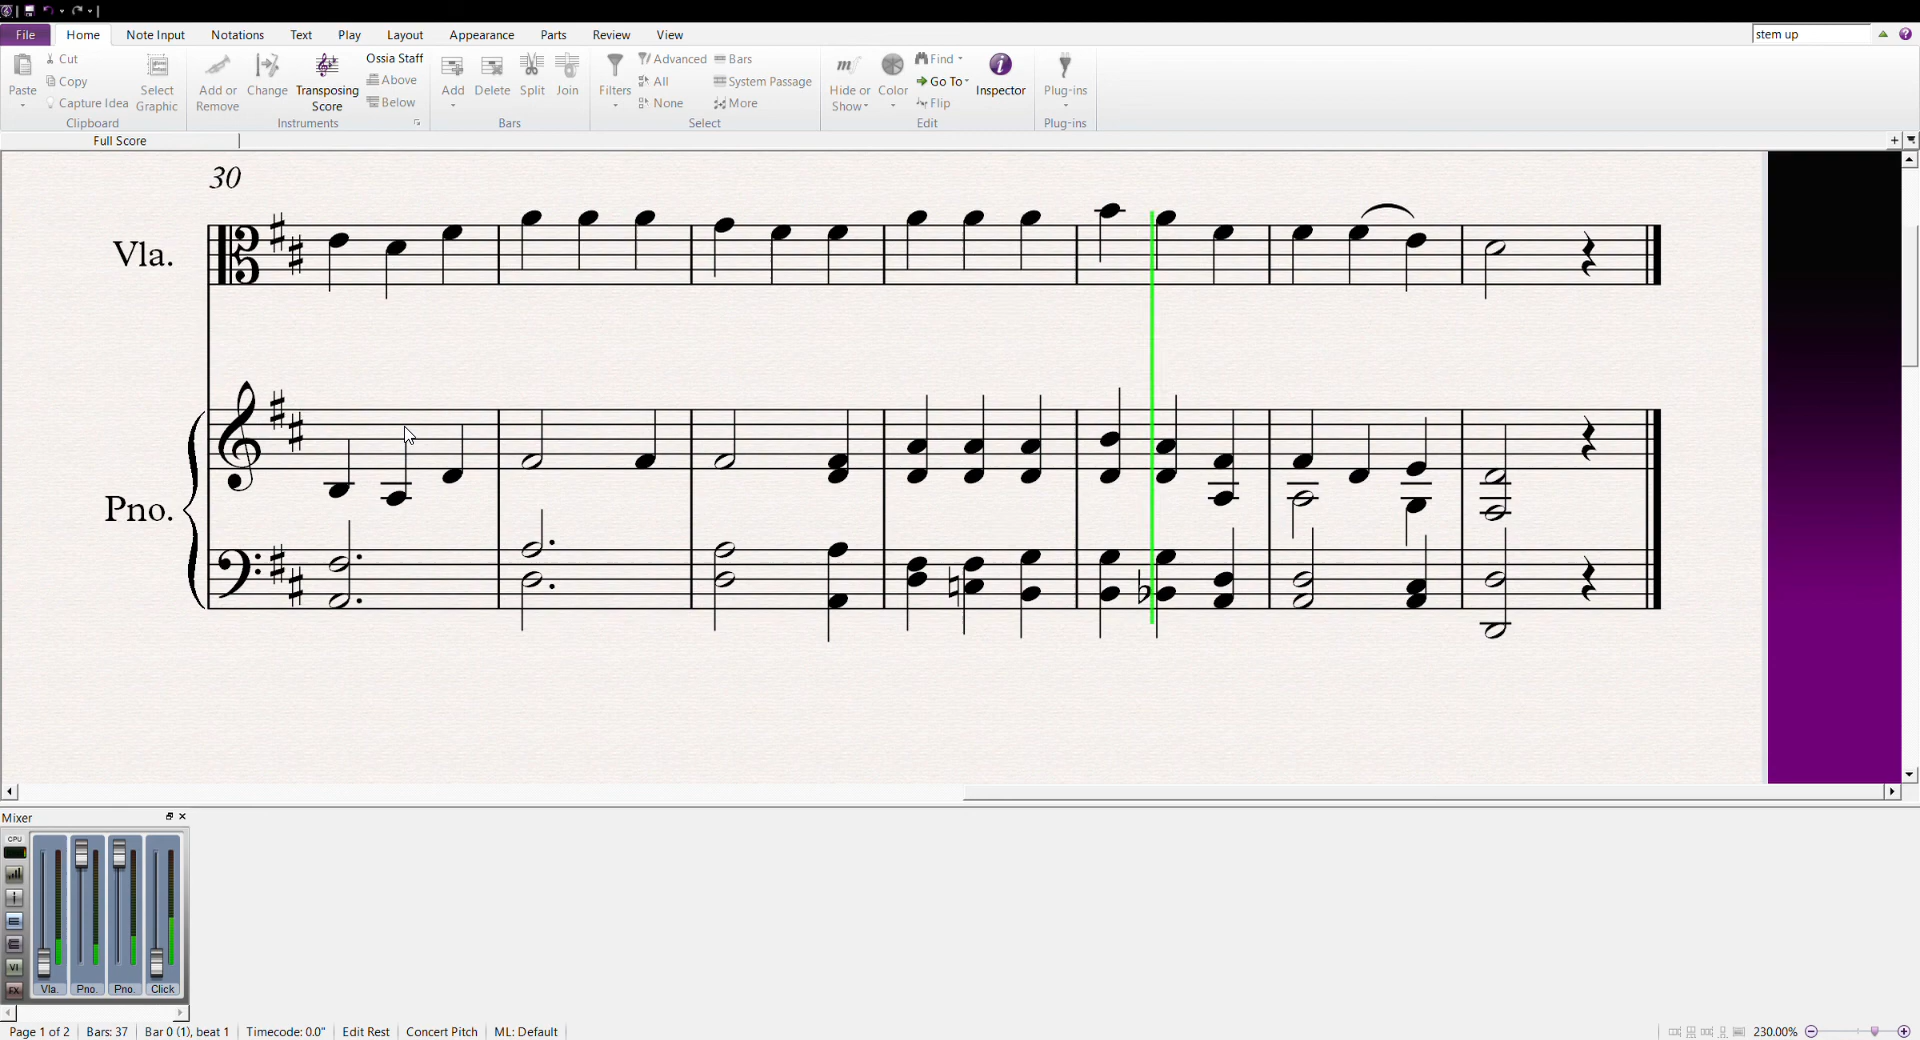 File Home Note Input Notations Text Play Layout Appearance Parts Review View stem up
Paste Cut Copy Capture Idea Select Graphic Clipboard
Add or Remove Change Transposing Score Ossia Staff Above Below Instruments
Add Delete Split Join Bars
Filters Advanced All None Bars System Passage More Select
Hide or Show Color Find Go To Flip Inspector Edit
Plug-ins Plug-ins
Full Score
30
Vla.
Pno.
Mixer
CPU
VI
FX
Vla. Pno. Pno. Click
Page 1 of 2 Bars: 37 Bar 0 (1), beat 1 Timecode: 0.0" Edit Rest Concert Pitch ML: Default 230.00%